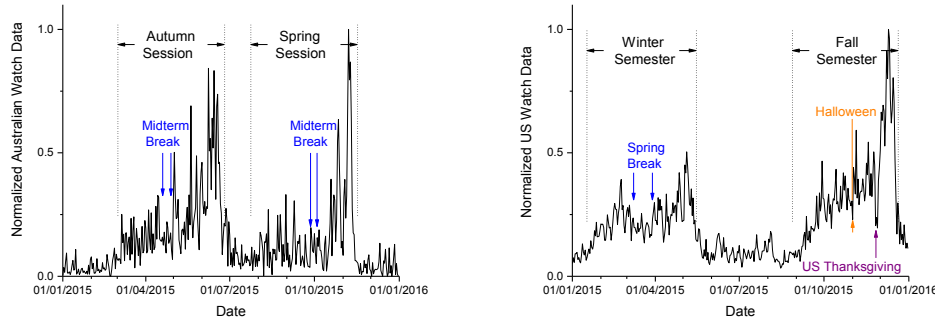 1.0
0.5
0.0
Normalized Australian Watch Data
Autumn
Session
Spring
Session
Midterm
Break
Midterm
Break
01/01/2015
01/04/2015
01/07/2015
1/10/2015
01/01/2016
Date
1.0
0.5
0.0
Normalized US Watch Data
Winter
Semester
Fall
Semester
Halloween
Spring
Break
US Thanksgiving
01/01/2015
01/04/2015
01/07/2015
01/10/2015
01/01/2016
Date